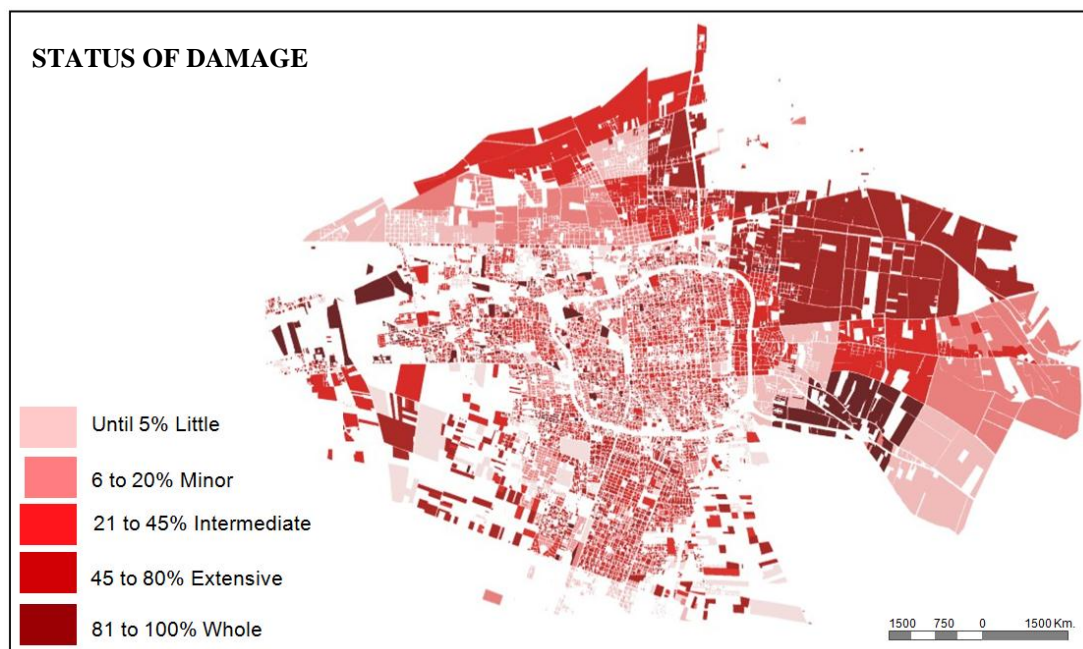 STATUS OF DAMAGE
Until 5% Little
6 to 20% Minor
21 to 45% Intermediate
45 to 80% Extensive
81 to 100% Whole
1500 750 0 1500 Km.